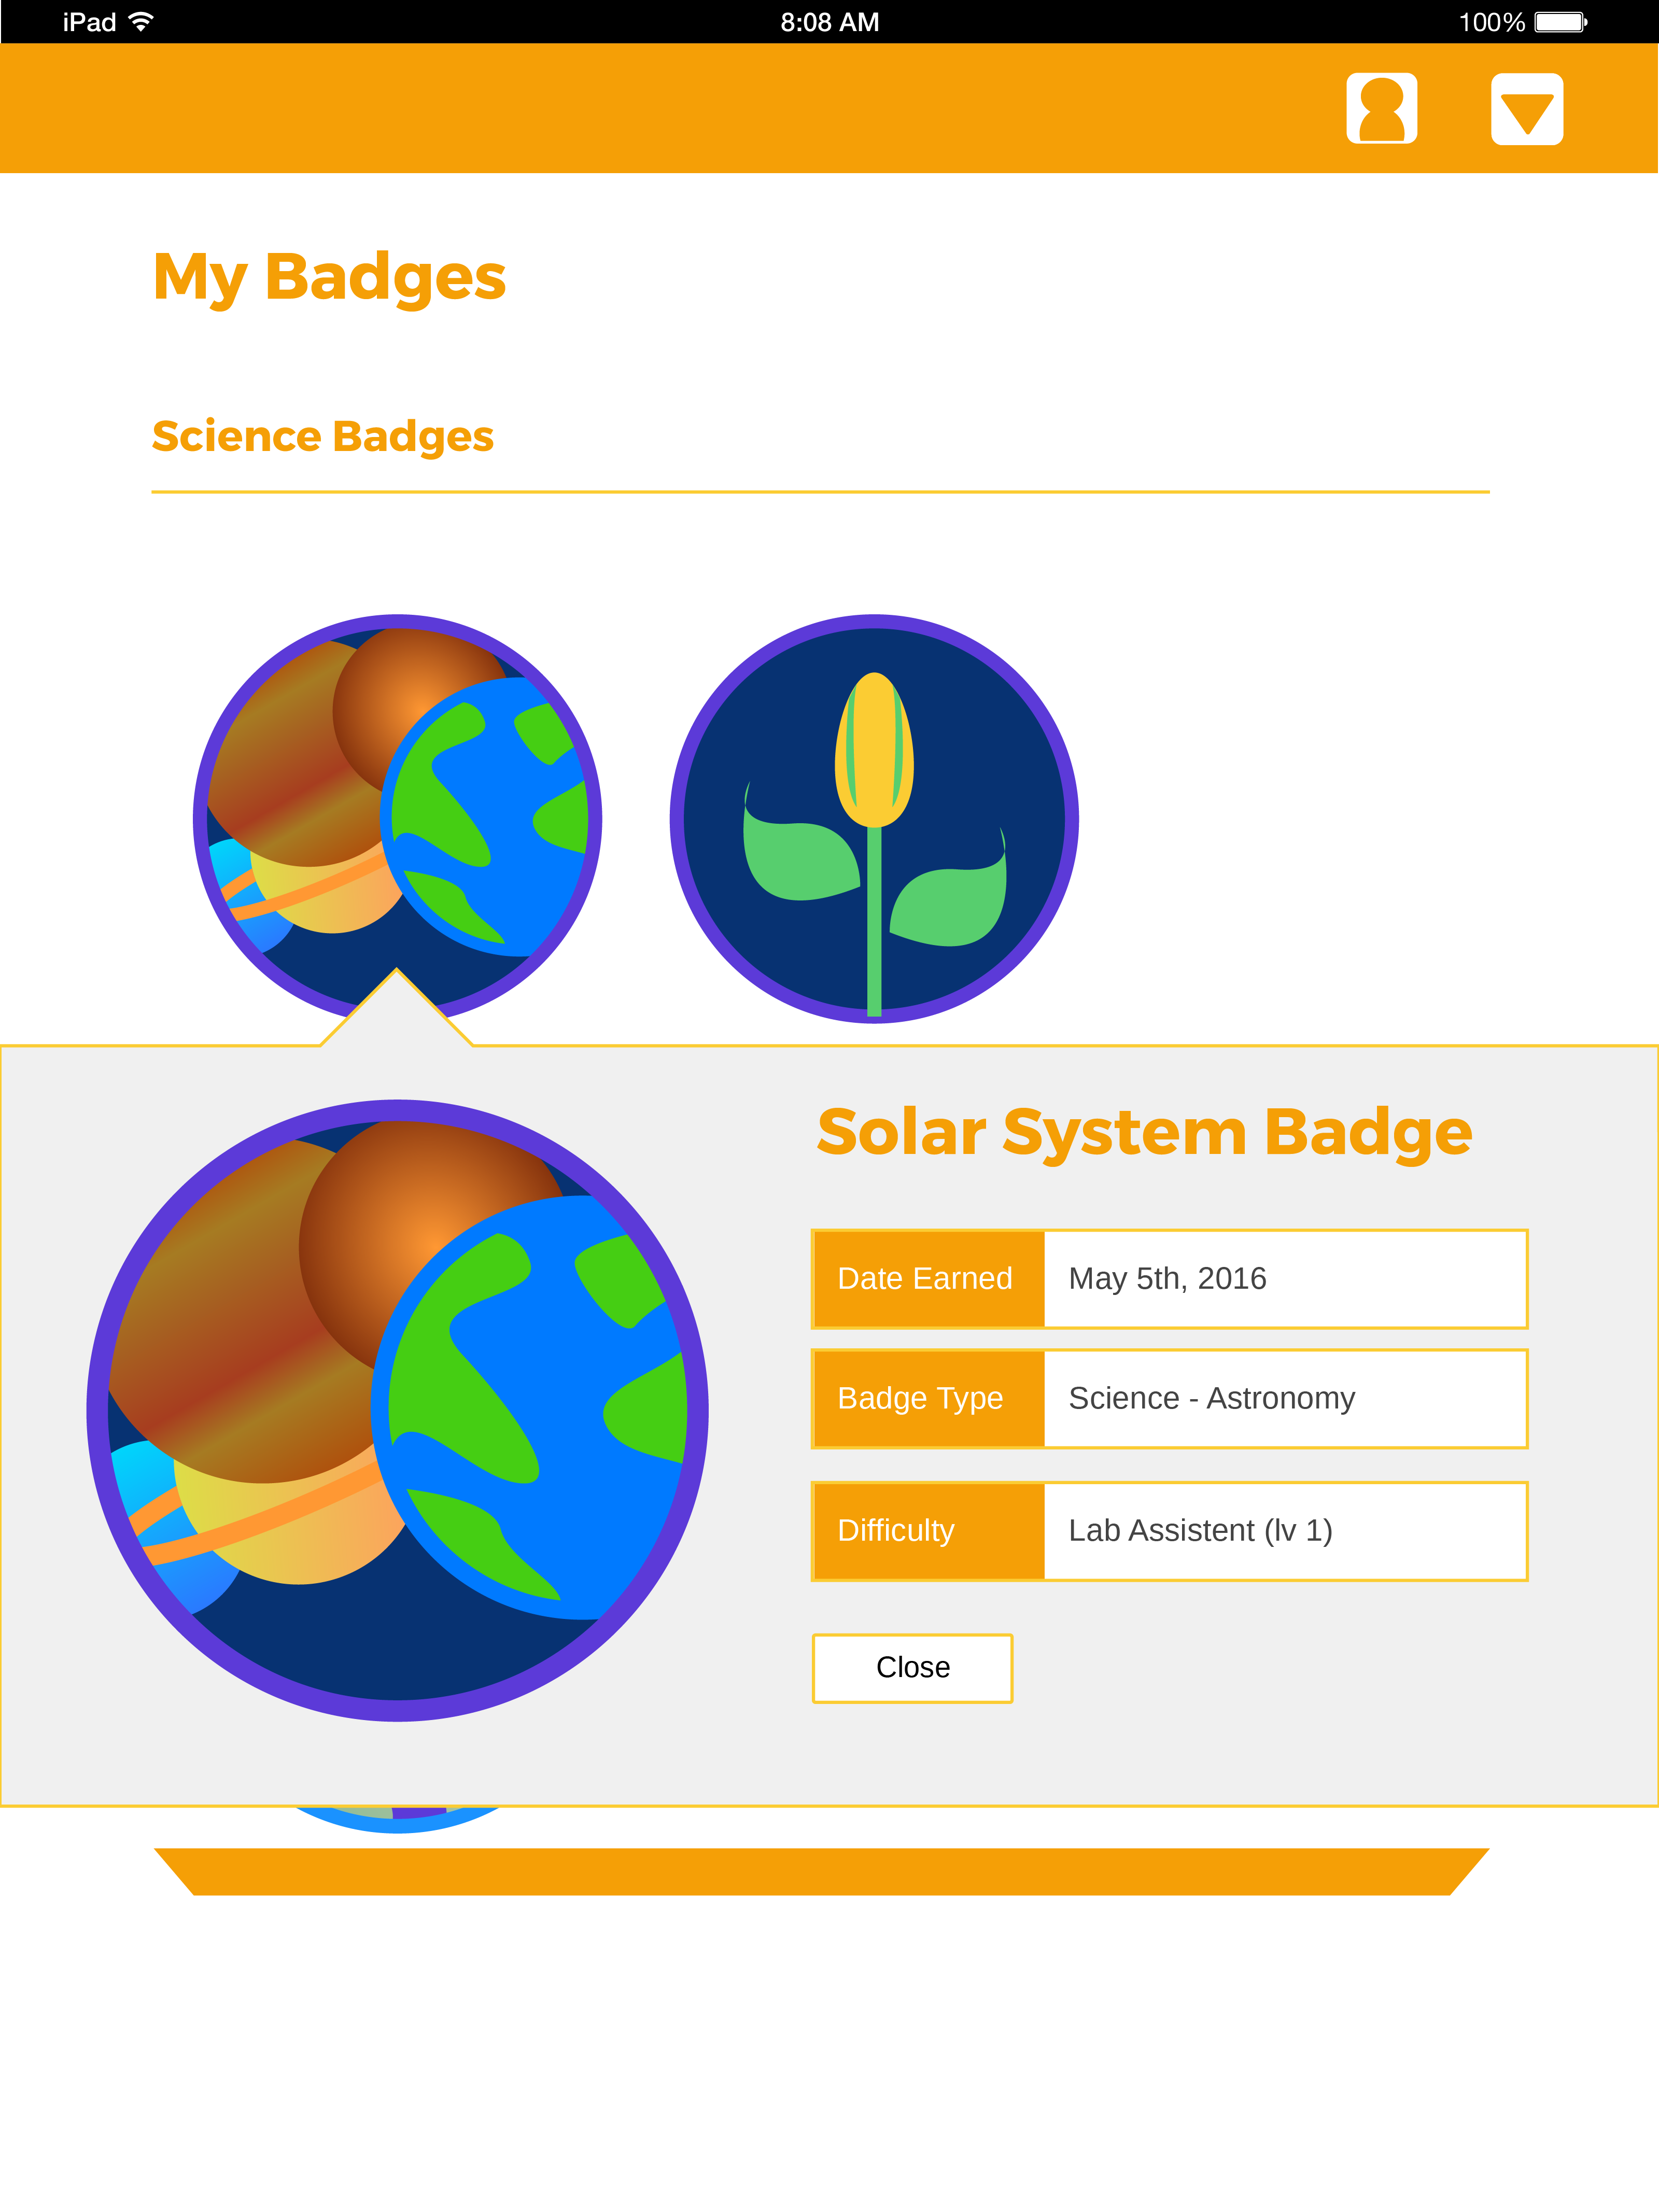 iPad 8:08 AM 100%
My Badges
Science Badges
Solar System Badge
Date Earned May 5th, 2016
Badge Type Science - Astronomy
Difficulty Lab Assistent (lv 1)
Close